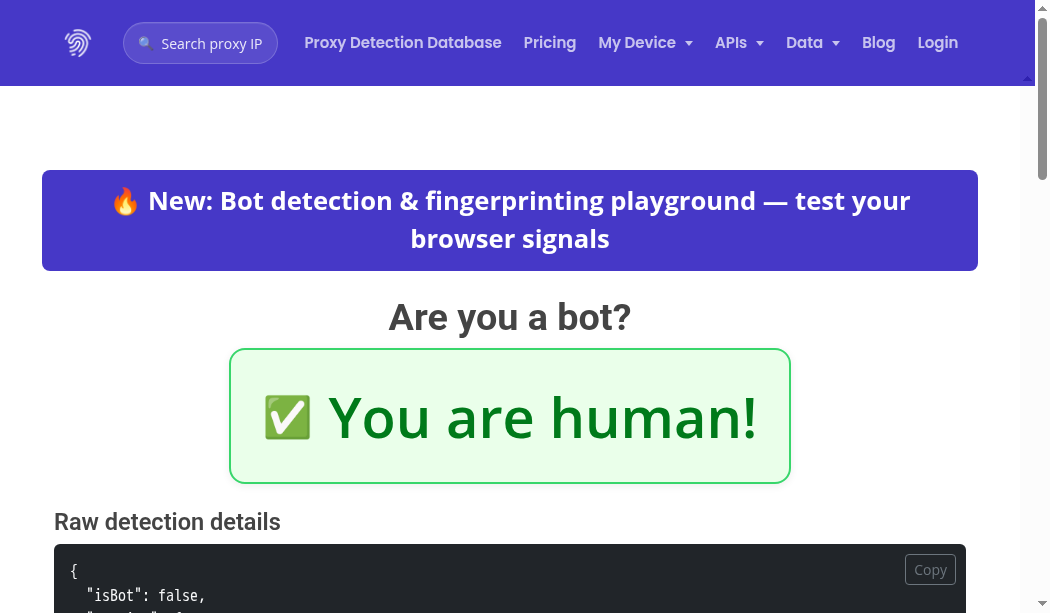 Search proxy IP
Proxy Detection Database
Pricing
My Device
APIs
Data
Blog
Login
🔥 New: Bot detection & fingerprinting playground — test your
browser signals
Are you a bot?
✅ You are human!
Raw detection details
Copy
{
"isBot": false,